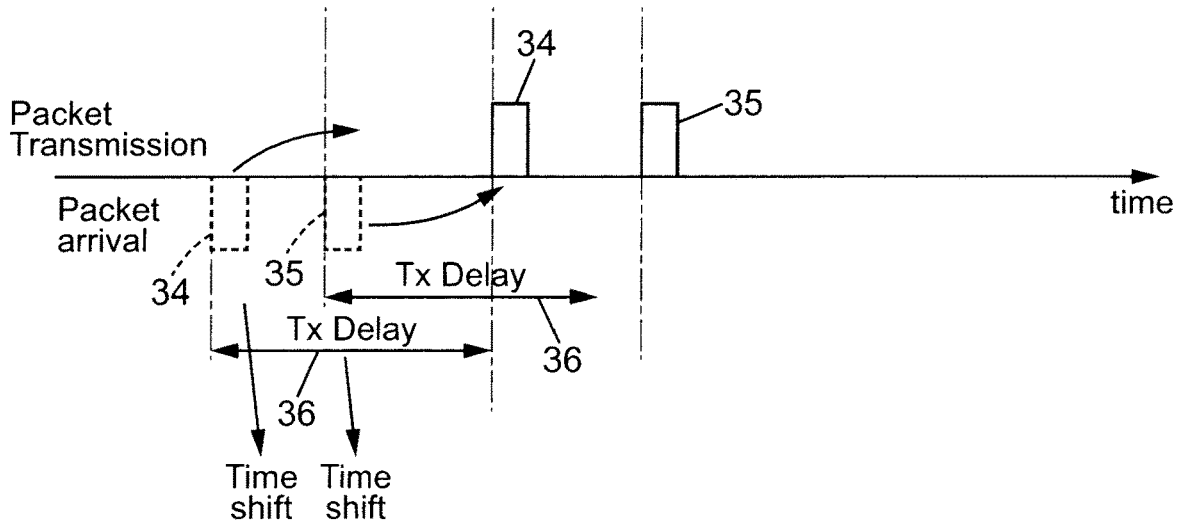 34
35
Packet
Transmission
time
Packet
arrival
34
35
Tx Delay
Tx Delay
36
36
Time
shift
Time
shift